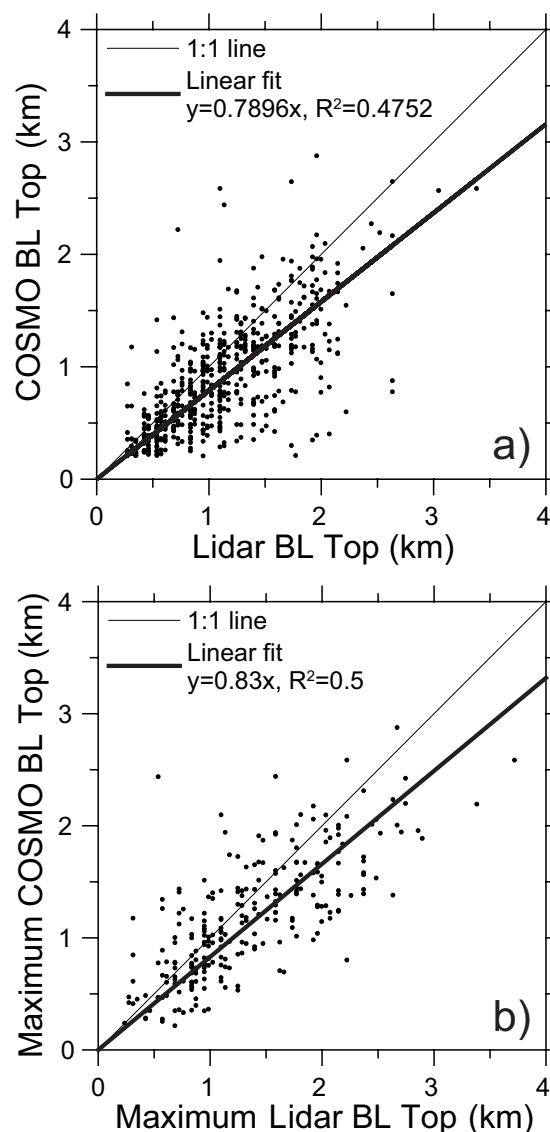 4
1:1 line
Linear fit
y=0.7896x, R²=0.4752
3
COSMO BL Top (km)
2
1
a)
0
0 1 2 3 4
Lidar BL Top (km)
4
1:1 line
Linear fit
y=0.83x, R²=0.5
3
Maximum COSMO BL Top (km)
2
1
b)
0
0 1 2 3 4
Maximum Lidar BL Top (km)